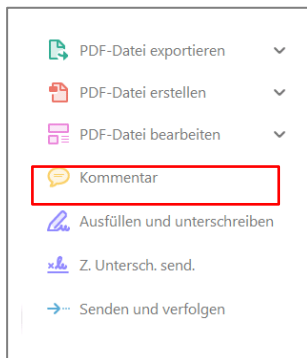 PDF-Datei exportieren
PDF-Datei erstellen
PDF-Datei bearbeiten
Kommentar
Ausfüllen und unterschreiben
Z. Untersch. send.
Senden und verfolgen